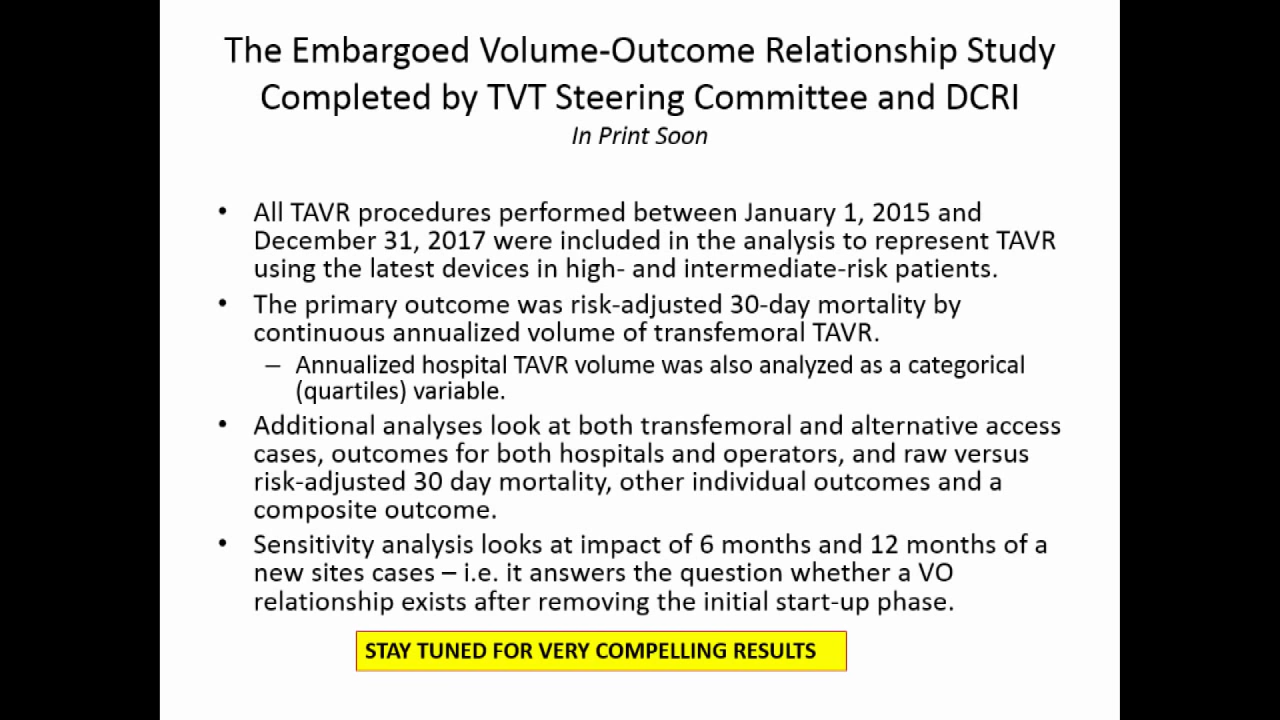 The Embargoed Volume-Outcome Relationship Study
Completed by TVT Steering Committee and DCRI
In Print Soon
• All TAVR procedures performed between January 1, 2015 and
December 31, 2017 were included in the analysis to represent TAVR
using the latest devices in high- and intermediate-risk patients.
• The primary outcome was risk-adjusted 30-day mortality by
continuous annualized volume of transfemoral TAVR.
– Annualized hospital TAVR volume was also analyzed as a categorical
(quartiles) variable.
• Additional analyses look at both transfemoral and alternative access
cases, outcomes for both hospitals and operators, and raw versus
risk-adjusted 30 day mortality, other individual outcomes and a
composite outcome.
• Sensitivity analysis looks at impact of 6 months and 12 months of a
new sites cases – i.e. it answers the question whether a VO
relationship exists after removing the initial start-up phase.
STAY TUNED FOR VERY COMPELLING RESULTS